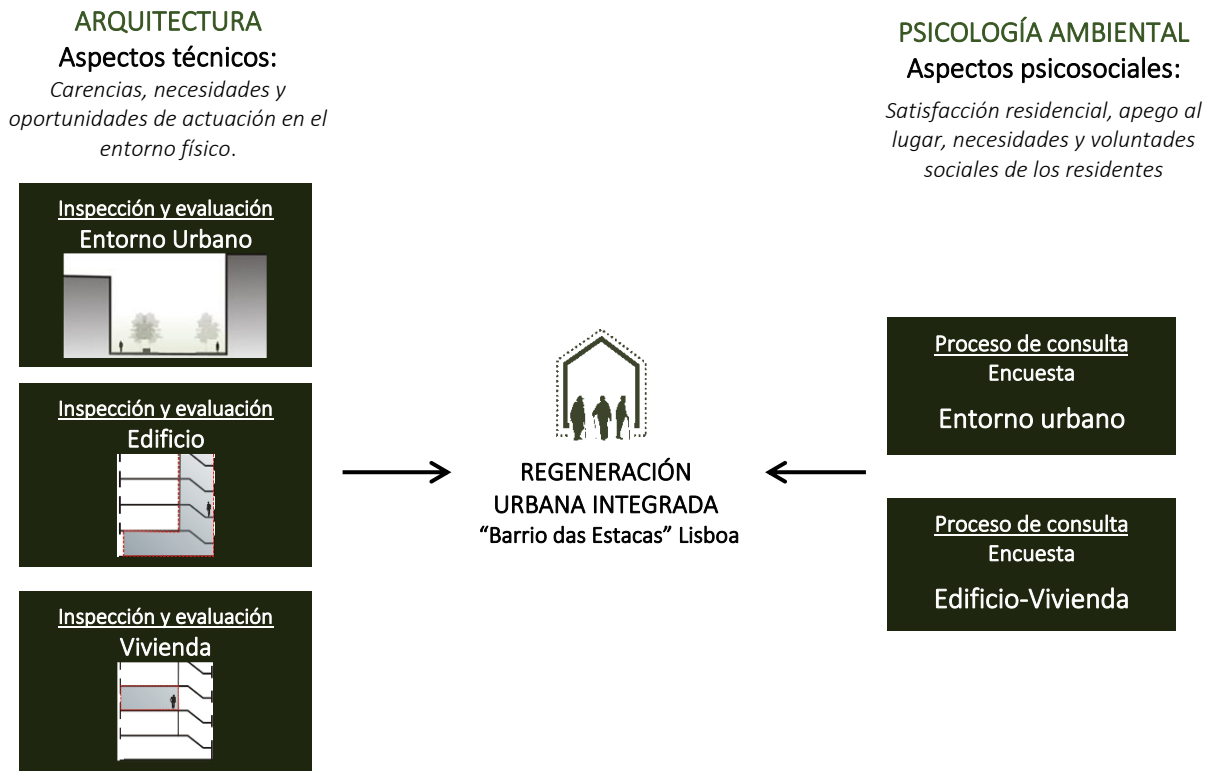 ARQUITECTURA
Aspectos técnicos:
Carencias, necesidades y
oportunidades de actuación en el
entorno físico.
Inspección y evaluación
Entorno Urbano
Inspección y evaluación
Edificio
Inspección y evaluación
Vivienda
REGENERACIÓN
URBANA INTEGRADA
“Barrio das Estacas” Lisboa
PSICOLOGÍA AMBIENTAL
Aspectos psicosociales:
Satisfacción residencial, apego al
lugar, necesidades y voluntades
sociales de los residentes
Proceso de consulta
Encuesta
Entorno urbano
Proceso de consulta
Encuesta
Edificio-Vivienda